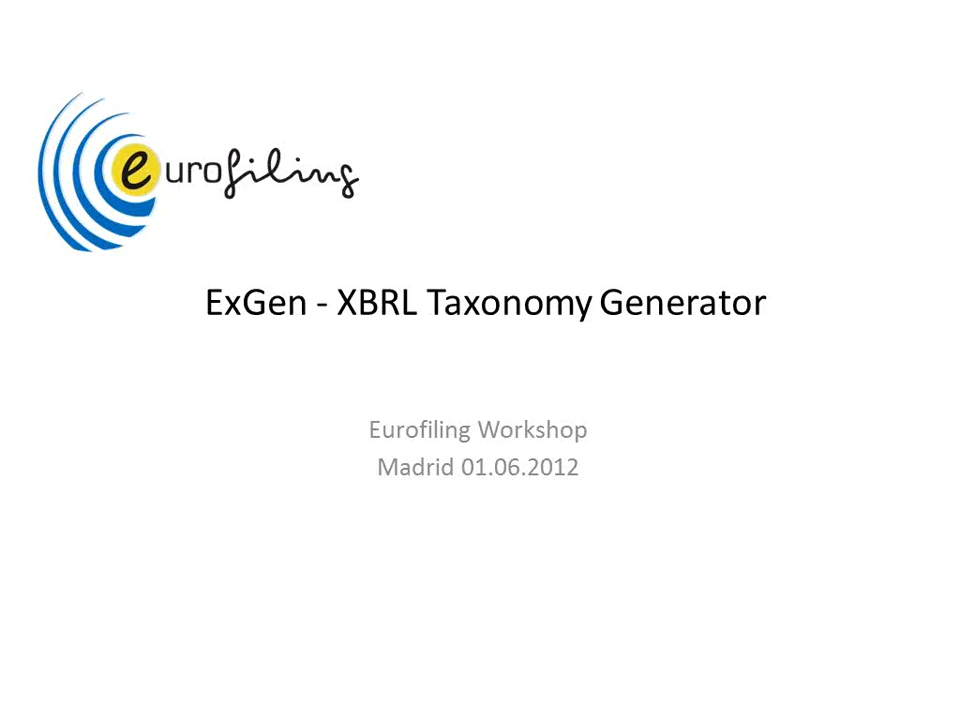 eurofiling
ExGen - XBRL Taxonomy Generator
Eurofiling Workshop
Madrid 01.06.2012